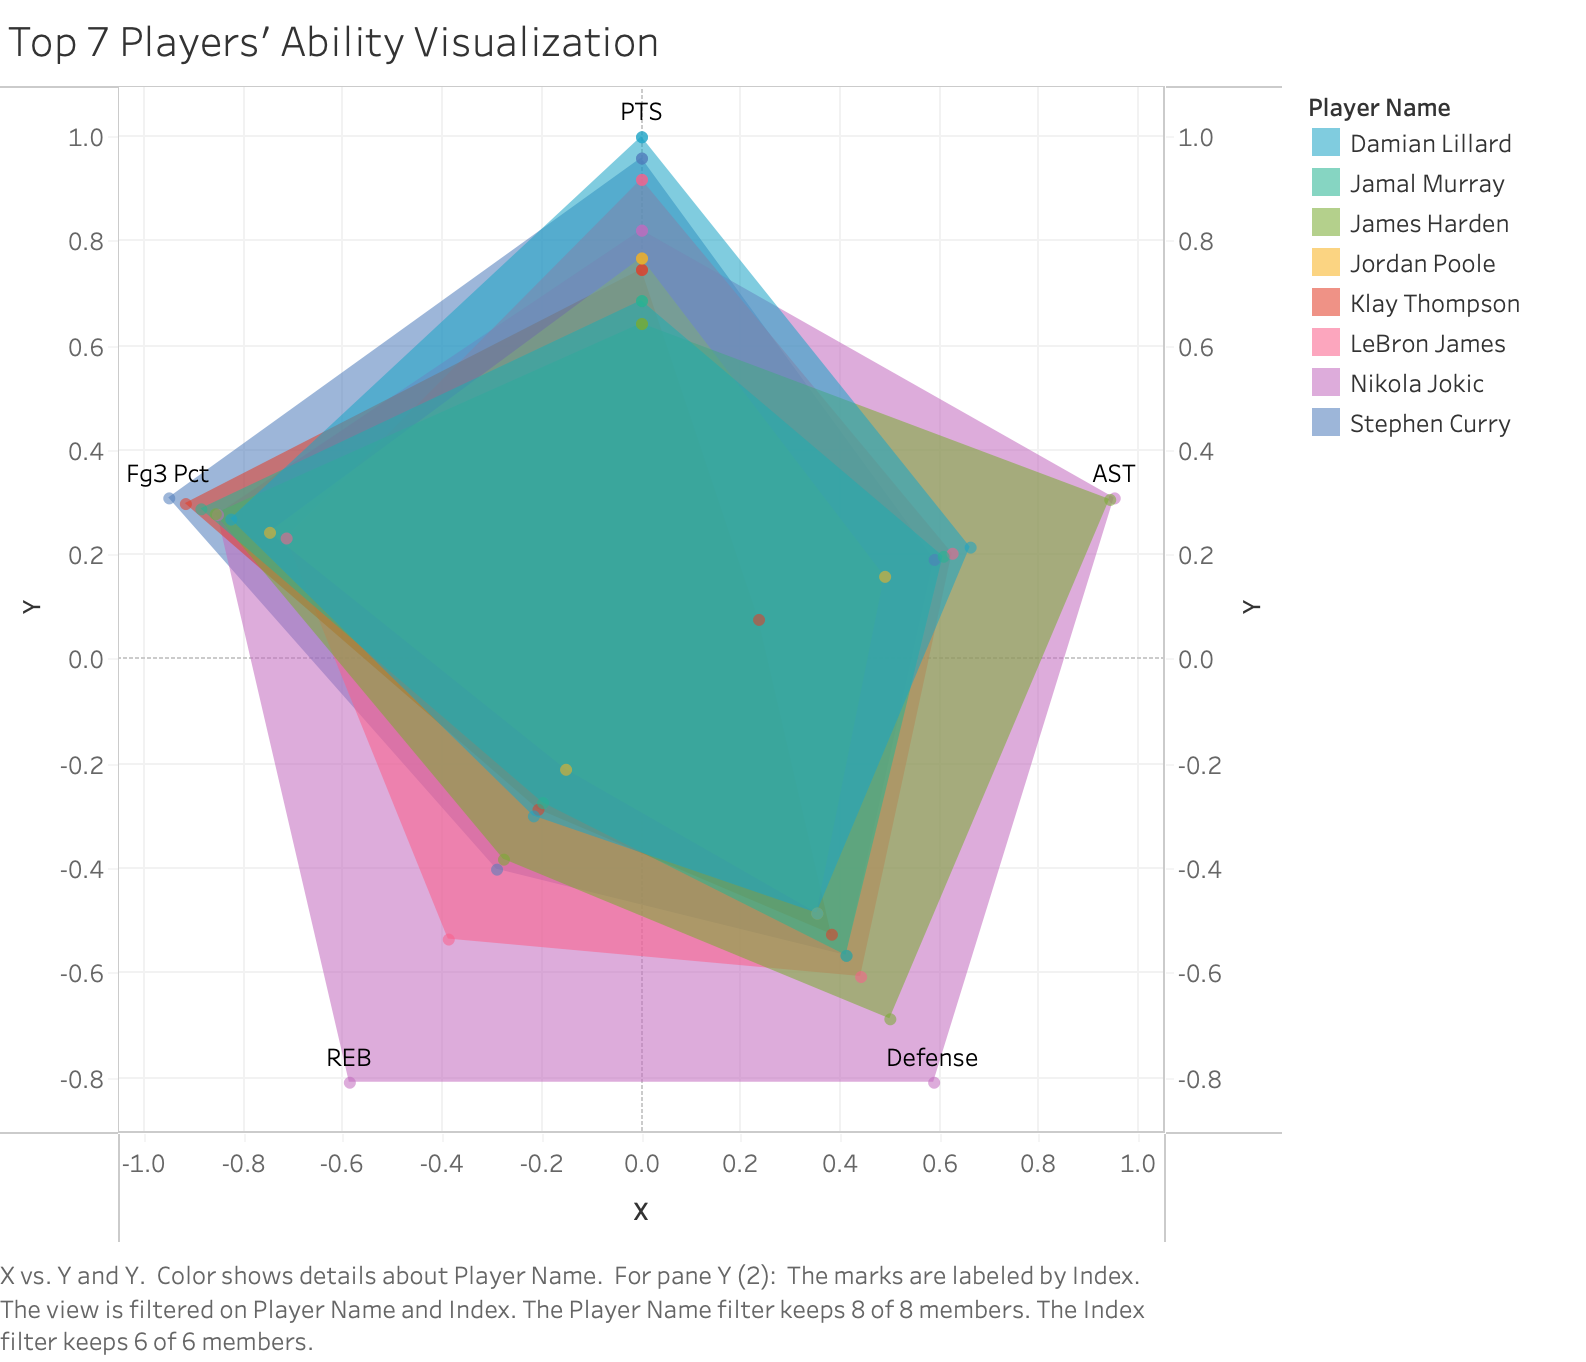 Top 7 Players' Ability Visualization
Player Name
Damian Lillard
Jamal Murray
James Harden
Jordan Poole
Klay Thompson
LeBron James
Nikola Jokic
Stephen Curry
PTS
Fg3 Pct
AST
REB
Defense
1.0
0.8
0.6
0.4
0.2
0.0
-0.2
-0.4
-0.6
-0.8
Y
1.0
0.8
0.6
0.4
0.2
0.0
-0.2
-0.4
-0.6
-0.8
Y
-1.0 -0.8 -0.6 -0.4 -0.2 0.0 0.2 0.4 0.6 0.8 1.0
X
X vs. Y and Y.  Color shows details about Player Name.  For pane Y (2):  The marks are labeled by Index.
The view is filtered on Player Name and Index. The Player Name filter keeps 8 of 8 members. The Index
filter keeps 6 of 6 members.